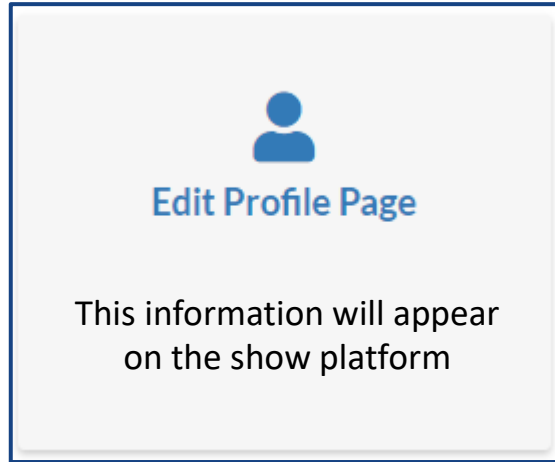 Edit Profile Page
This information will appear
on the show platform